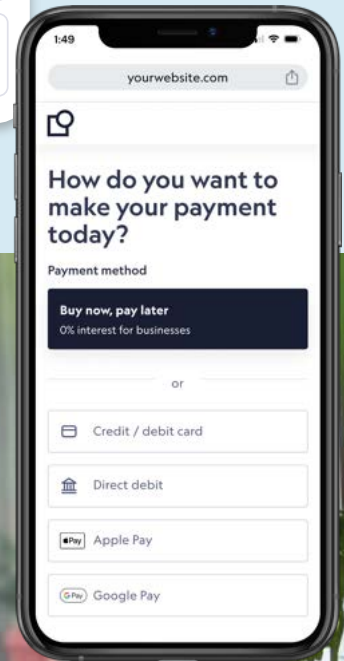 1:49
yourwebsite.com
How do you want to
make your payment
today?
Payment method
Buy now, pay later
0% interest for businesses
or
Credit / debit card
Direct debit
Pay Apple Pay
G Pay Google Pay